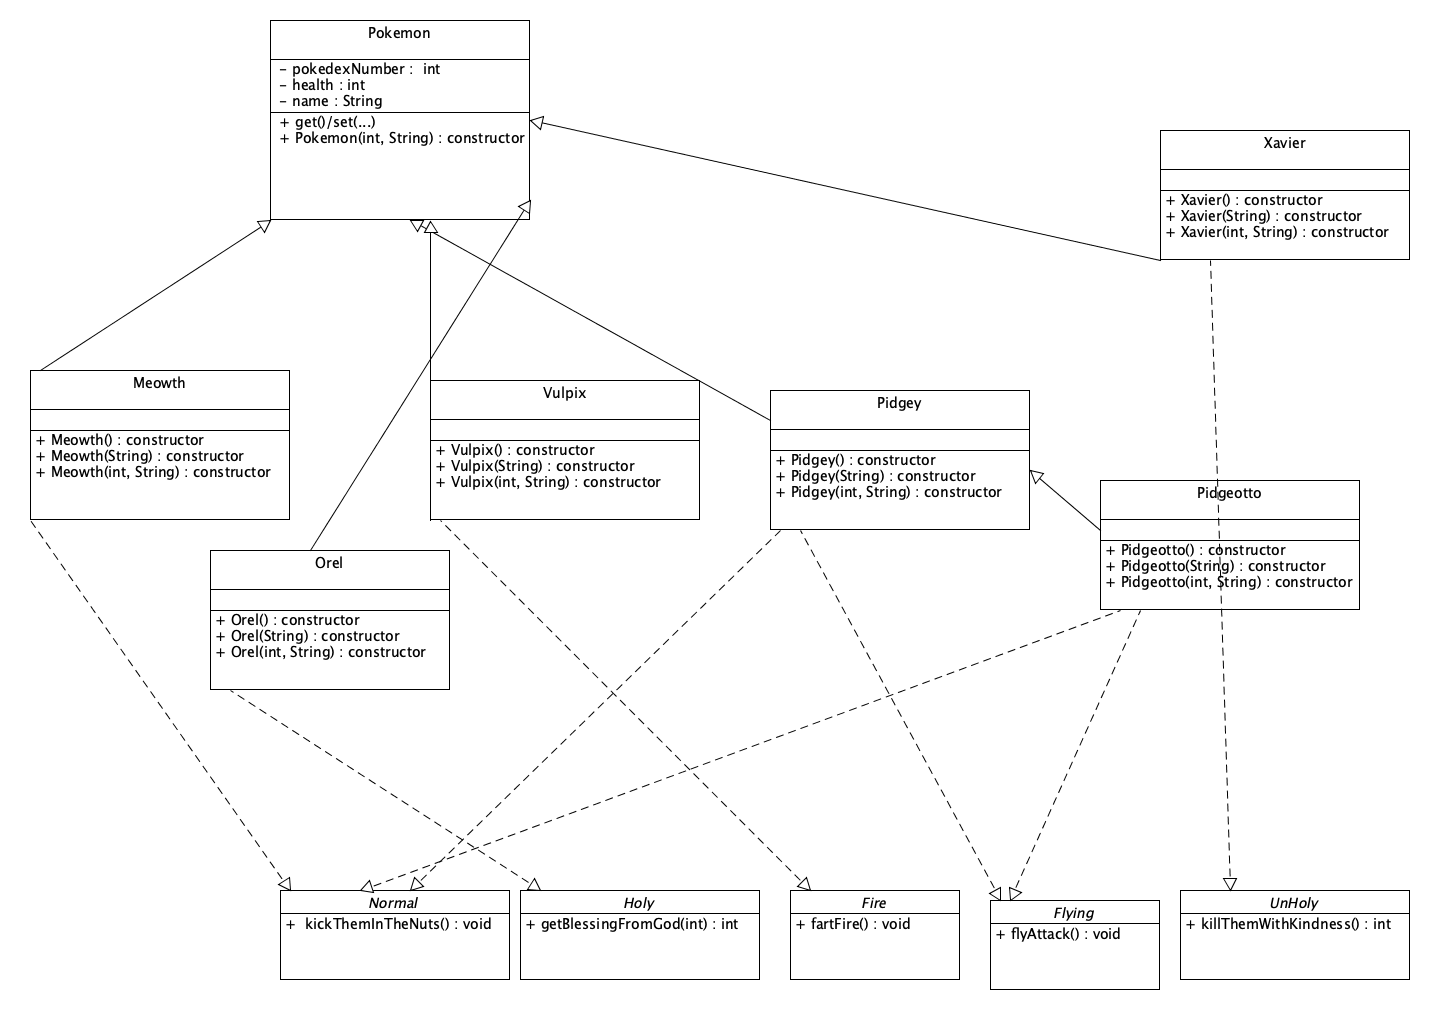 Pokemon
- pokedexNumber :  int
- health : int
- name : String
+ get()/set(...)
+ Pokemon(int, String) : constructor
Xavier
+ Xavier() : constructor
+ Xavier(String) : constructor
+ Xavier(int, String) : constructor
Meowth
+ Meowth() : constructor
+ Meowth(String) : constructor
+ Meowth(int, String) : constructor
Vulpix
+ Vulpix() : constructor
+ Vulpix(String) : constructor
+ Vulpix(int, String) : constructor
Pidgey
+ Pidgey() : constructor
+ Pidgey(String) : constructor
+ Pidgey(int, String) : constructor
Pidgeotto
+ Pidgeotto() : constructor
+ Pidgeotto(String) : constructor
+ Pidgeotto(int, String) : constructor
Orel
+ Orel() : constructor
+ Orel(String) : constructor
+ Orel(int, String) : constructor
Normal
+  kickThemInTheNuts() : void
Holy
+ getBlessingFromGod(int) : int
Fire
+ fartFire() : void
Flying
+ flyAttack() : void
UnHoly
+ killThemWithKindness() : int